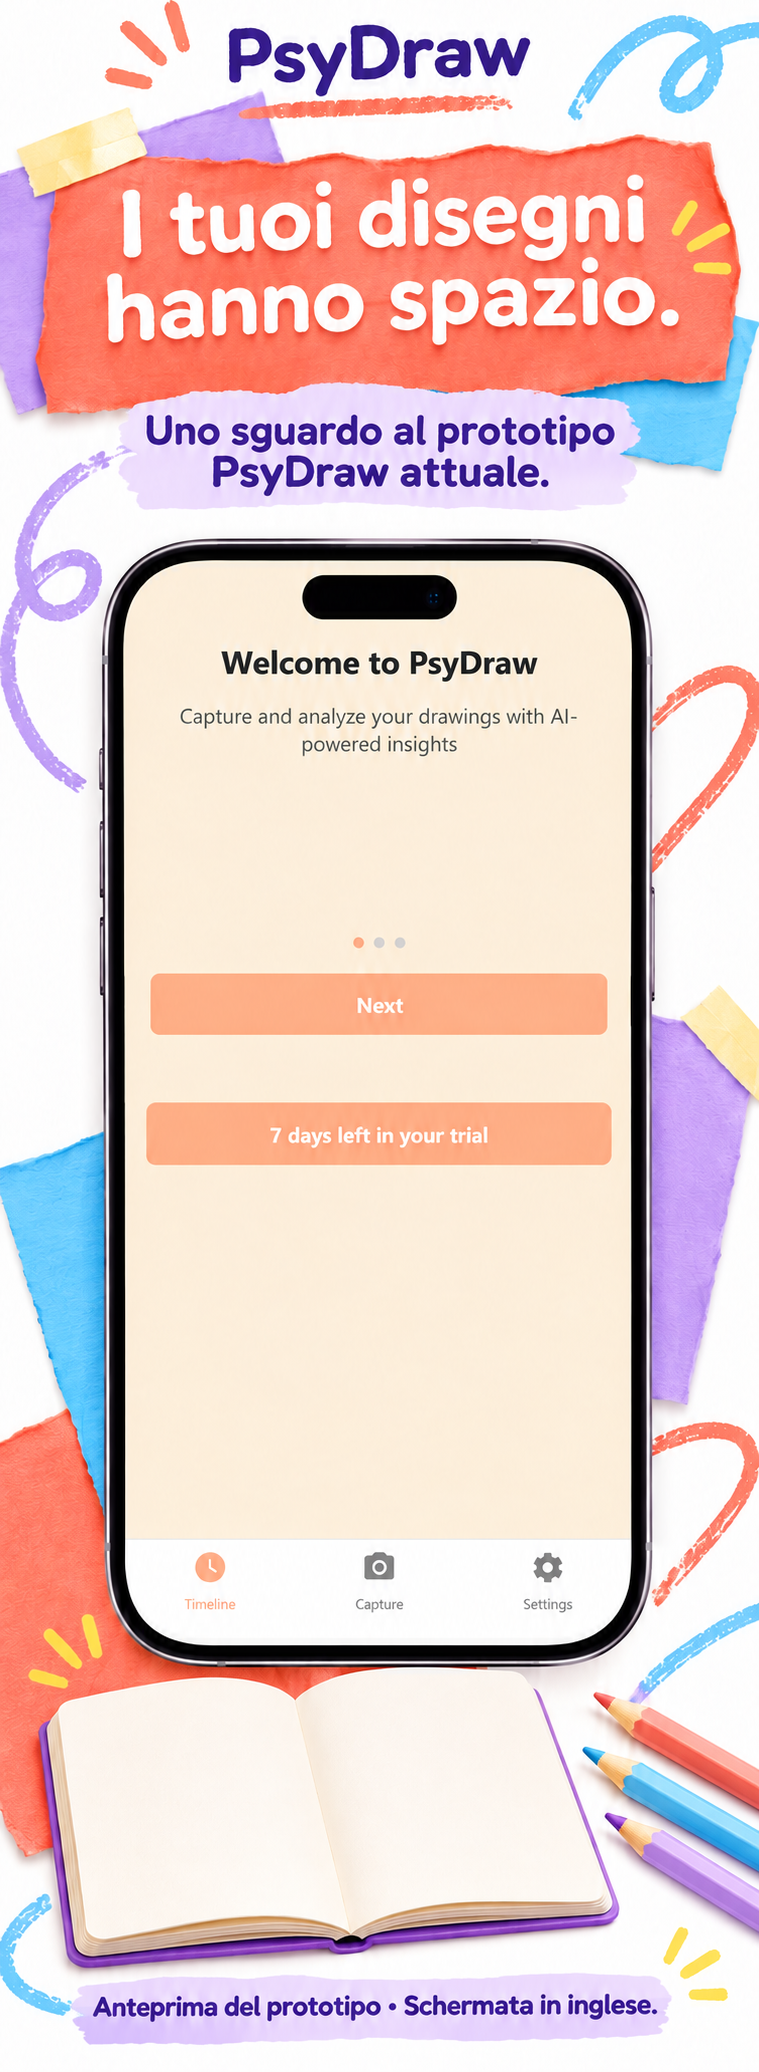 PsyDraw
I tuoi disegni
hanno spazio.
Uno sguardo al prototipo
PsyDraw attuale.
Welcome to PsyDraw
Capture and analyze your drawings with AI-
powered insights
Next
7 days left in your trial
Timeline
Capture
Settings
Anteprima del prototipo • Schermata in inglese.